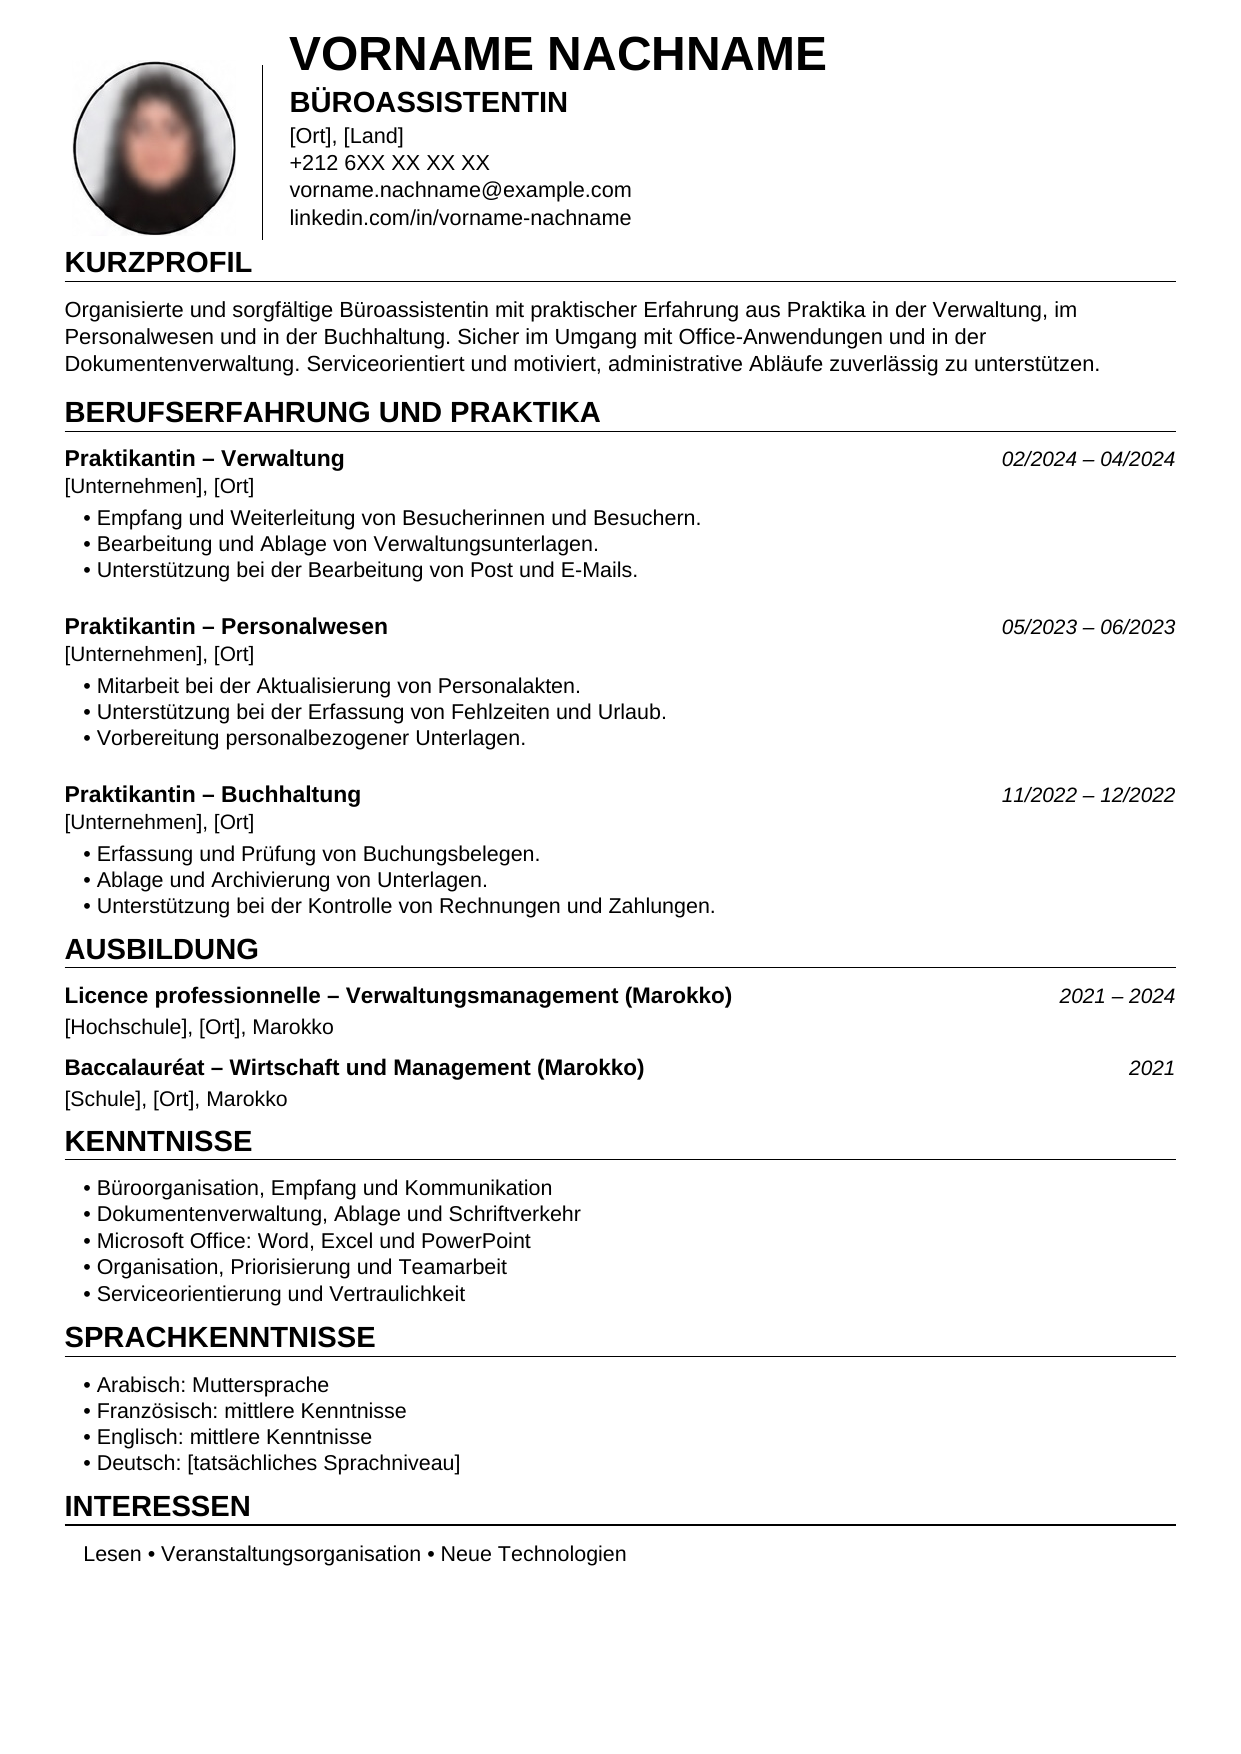 VORNAME NACHNAME
BÜROASSISTENTIN
[Ort], [Land]
+212 6XX XX XX XX
vorname.nachname@example.com
linkedin.com/in/vorname-nachname
KURZPROFIL
Organisierte und sorgfältige Büroassistentin mit praktischer Erfahrung aus Praktika in der Verwaltung, im
Personalwesen und in der Buchhaltung. Sicher im Umgang mit Office-Anwendungen und in der
Dokumentenverwaltung. Serviceorientiert und motiviert, administrative Abläufe zuverlässig zu unterstützen.
BERUFSERFAHRUNG UND PRAKTIKA
Praktikantin – Verwaltung 02/2024 – 04/2024
[Unternehmen], [Ort]
• Empfang und Weiterleitung von Besucherinnen und Besuchern.
• Bearbeitung und Ablage von Verwaltungsunterlagen.
• Unterstützung bei der Bearbeitung von Post und E-Mails.
Praktikantin – Personalwesen 05/2023 – 06/2023
[Unternehmen], [Ort]
• Mitarbeit bei der Aktualisierung von Personalakten.
• Unterstützung bei der Erfassung von Fehlzeiten und Urlaub.
• Vorbereitung personalbezogener Unterlagen.
Praktikantin – Buchhaltung 11/2022 – 12/2022
[Unternehmen], [Ort]
• Erfassung und Prüfung von Buchungsbelegen.
• Ablage und Archivierung von Unterlagen.
• Unterstützung bei der Kontrolle von Rechnungen und Zahlungen.
AUSBILDUNG
Licence professionnelle – Verwaltungsmanagement (Marokko) 2021 – 2024
[Hochschule], [Ort], Marokko
Baccalauréat – Wirtschaft und Management (Marokko) 2021
[Schule], [Ort], Marokko
KENNTNISSE
• Büroorganisation, Empfang und Kommunikation
• Dokumentenverwaltung, Ablage und Schriftverkehr
• Microsoft Office: Word, Excel und PowerPoint
• Organisation, Priorisierung und Teamarbeit
• Serviceorientierung und Vertraulichkeit
SPRACHKENNTNISSE
• Arabisch: Muttersprache
• Französisch: mittlere Kenntnisse
• Englisch: mittlere Kenntnisse
• Deutsch: [tatsächliches Sprachniveau]
INTERESSEN
Lesen • Veranstaltungsorganisation • Neue Technologien